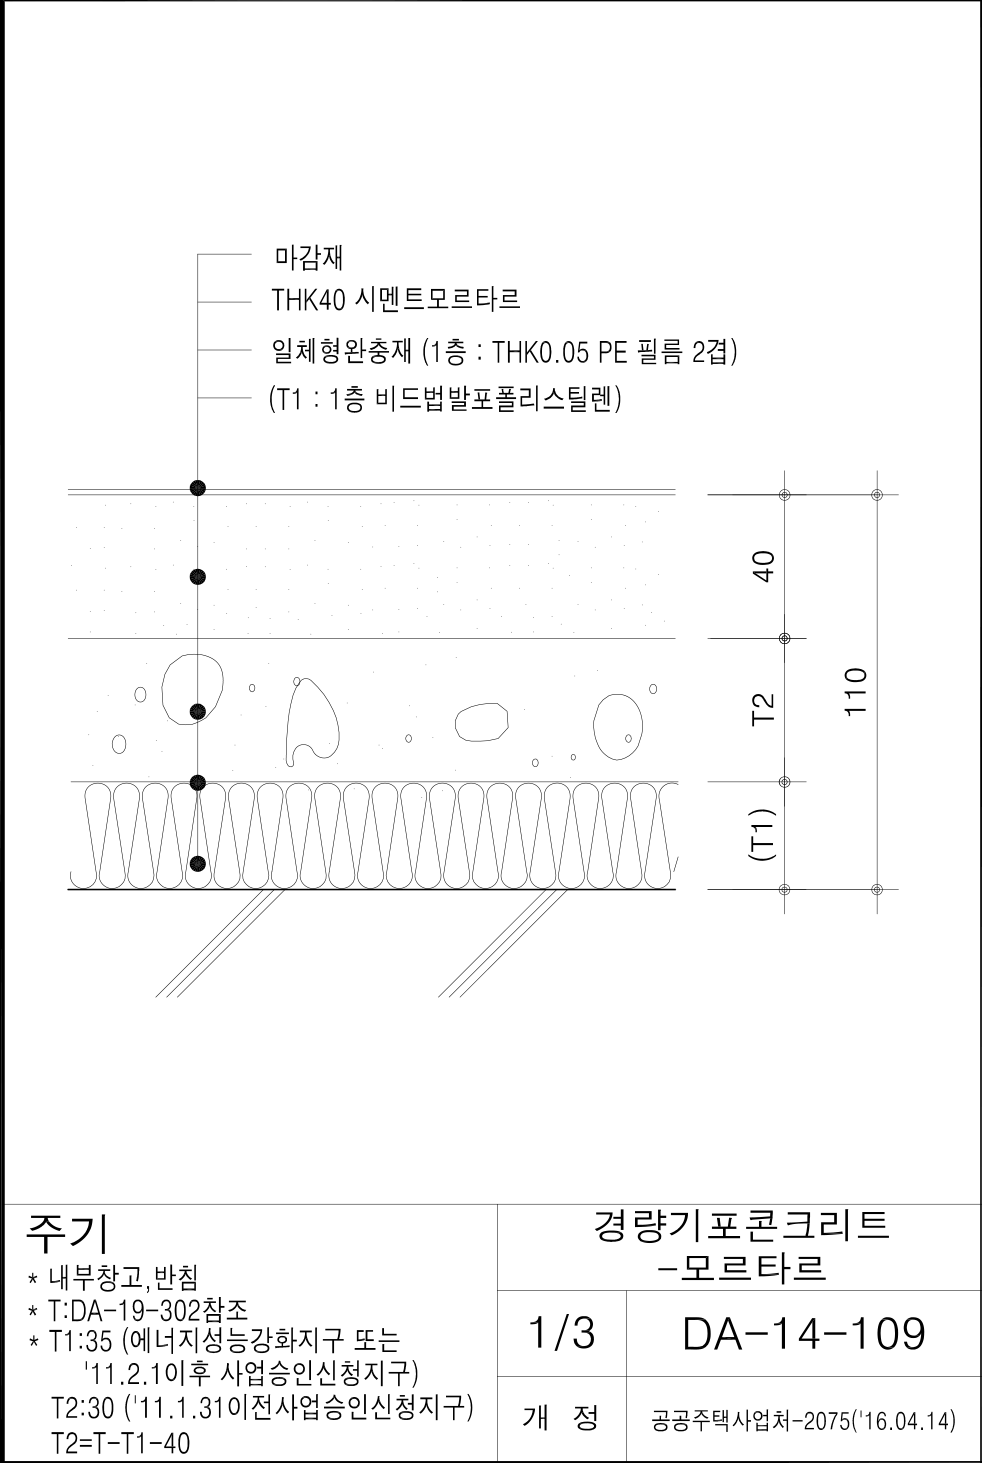 마감재
THK40 시멘트모르타르
일체형완충재 (1층 : THK0.05 PE 필름 2겹)
(T1 : 1층 비드법발포폴리스틸렌)
40
T2
(T1)
110
주기
* 내부창고,반침
* T:DA-19-302참조
* T1:35 (에너지성능강화지구 또는
'11.2.1이후 사업승인신청지구)
T2:30 ('11.1.31이전사업승인신청지구)
T2=T-T1-40
경량기포콘크리트
-모르타르
1/3
DA-14-109
개 정
공공주택사업처-2075('16.04.14)